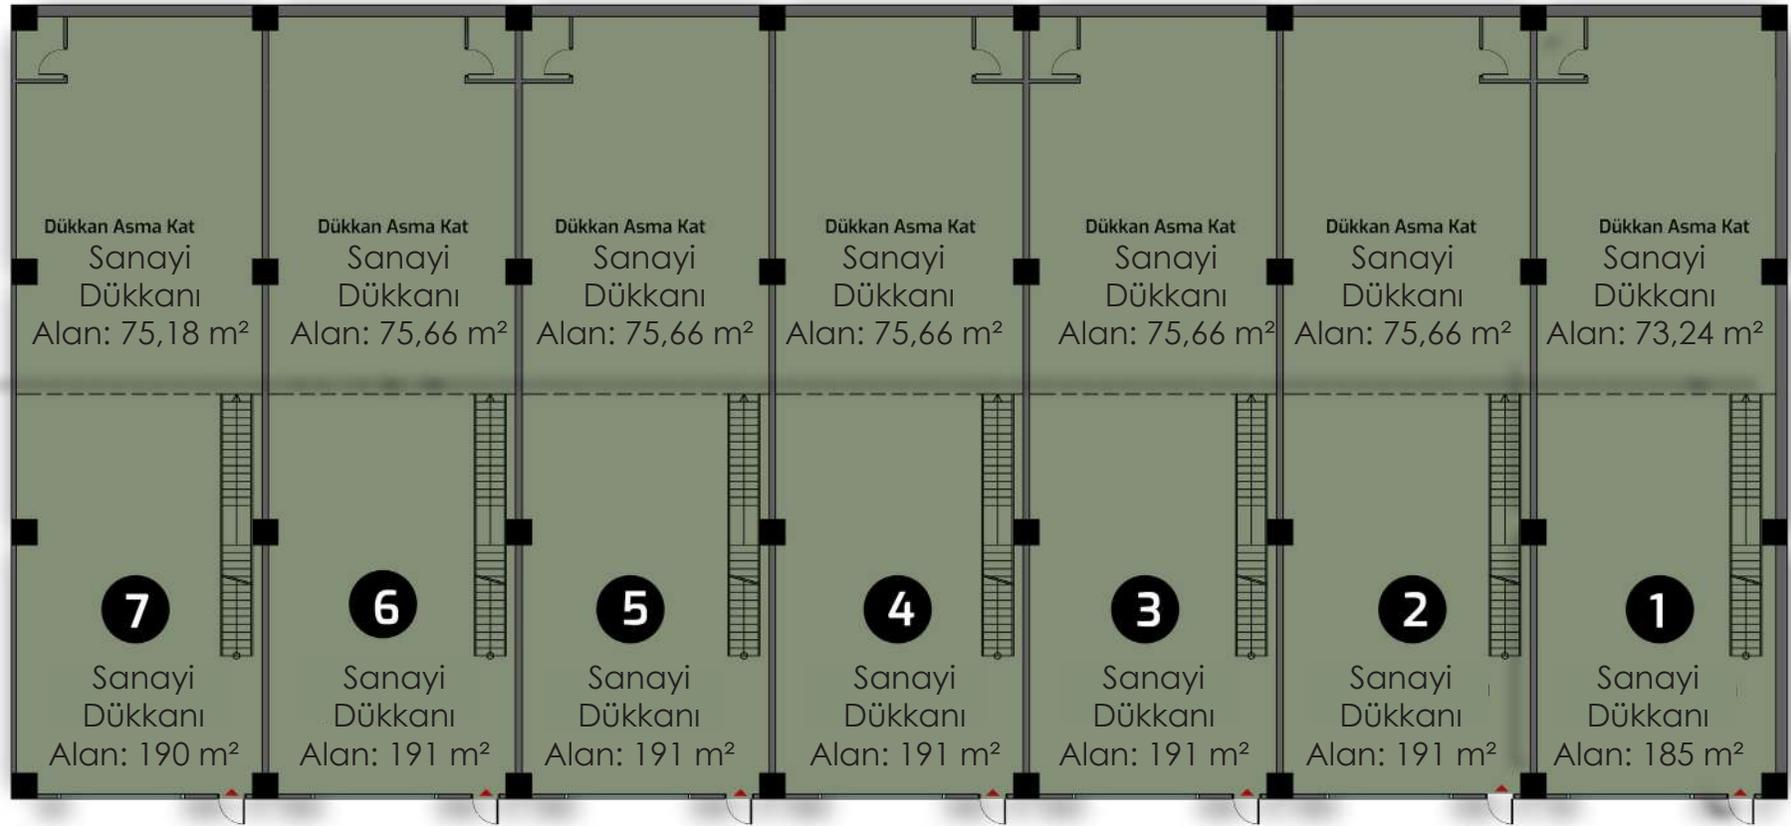 Dükkan Asma Kat
Sanayi
Dükkanı
Alan: 75,18 m²
Dükkan Asma Kat
Sanayi
Dükkanı
Alan: 75,66 m²
Dükkan Asma Kat
Sanayi
Dükkanı
Alan: 75,66 m²
Dükkan Asma Kat
Sanayi
Dükkanı
Alan: 75,66 m²
Dükkan Asma Kat
Sanayi
Dükkanı
Alan: 75,66 m²
Dükkan Asma Kat
Sanayi
Dükkanı
Alan: 75,66 m²
Dükkan Asma Kat
Sanayi
Dükkanı
Alan: 73,24 m²
7
Sanayi
Dükkanı
Alan: 190 m²
6
Sanayi
Dükkanı
Alan: 191 m²
5
Sanayi
Dükkanı
Alan: 191 m²
4
Sanayi
Dükkanı
Alan: 191 m²
3
Sanayi
Dükkanı
Alan: 191 m²
2
Sanayi
Dükkanı
Alan: 191 m²
1
Sanayi
Dükkanı
Alan: 185 m²